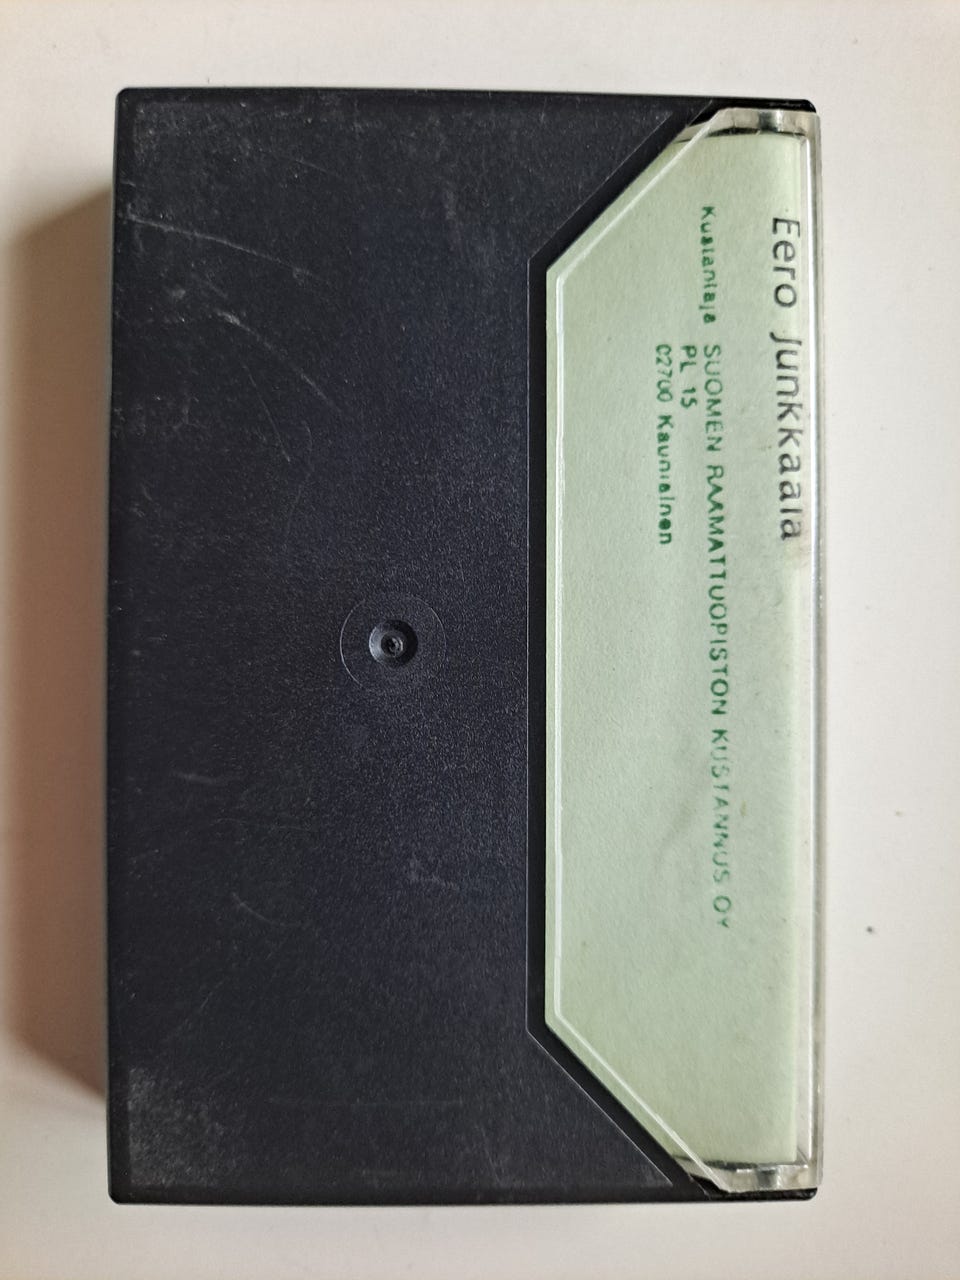 Eero Junkkaala
Kustantaja SUOMEN RAAMATTUOPISTON KUSTANNUS OY
PL 15
02700 Kauniainen